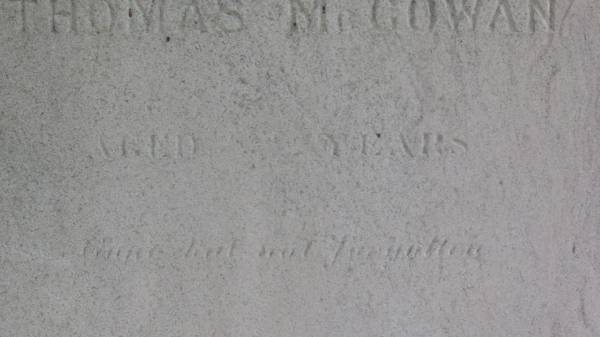 THOMAS McGOWAN
AGED YEARS
Gone but not forgotten